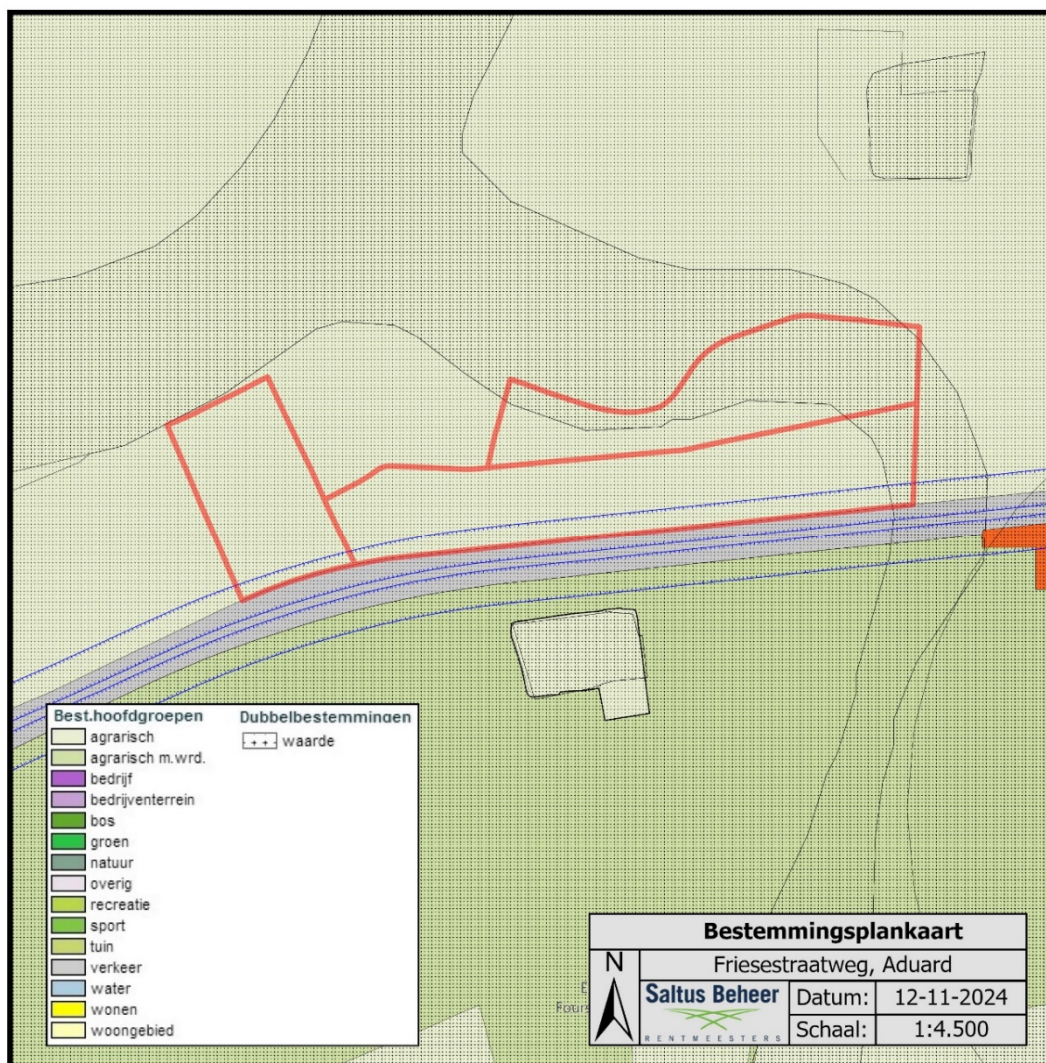 Best.hoofdgroepen
agrarisch
agrarisch m.wrd.
bedrijf
bedrijventerrein
bos
groen
natuur
overig
recreatie
sport
tuin
verkeer
water
wonen
woongebied
Dubbelbestemmingen
waarde
Bestemmingsplankaart
N
Friesestraatweg, Aduard
Saltus Beheer
RENTMEESTERS
Datum: 12-11-2024
Schaal: 1:4.500